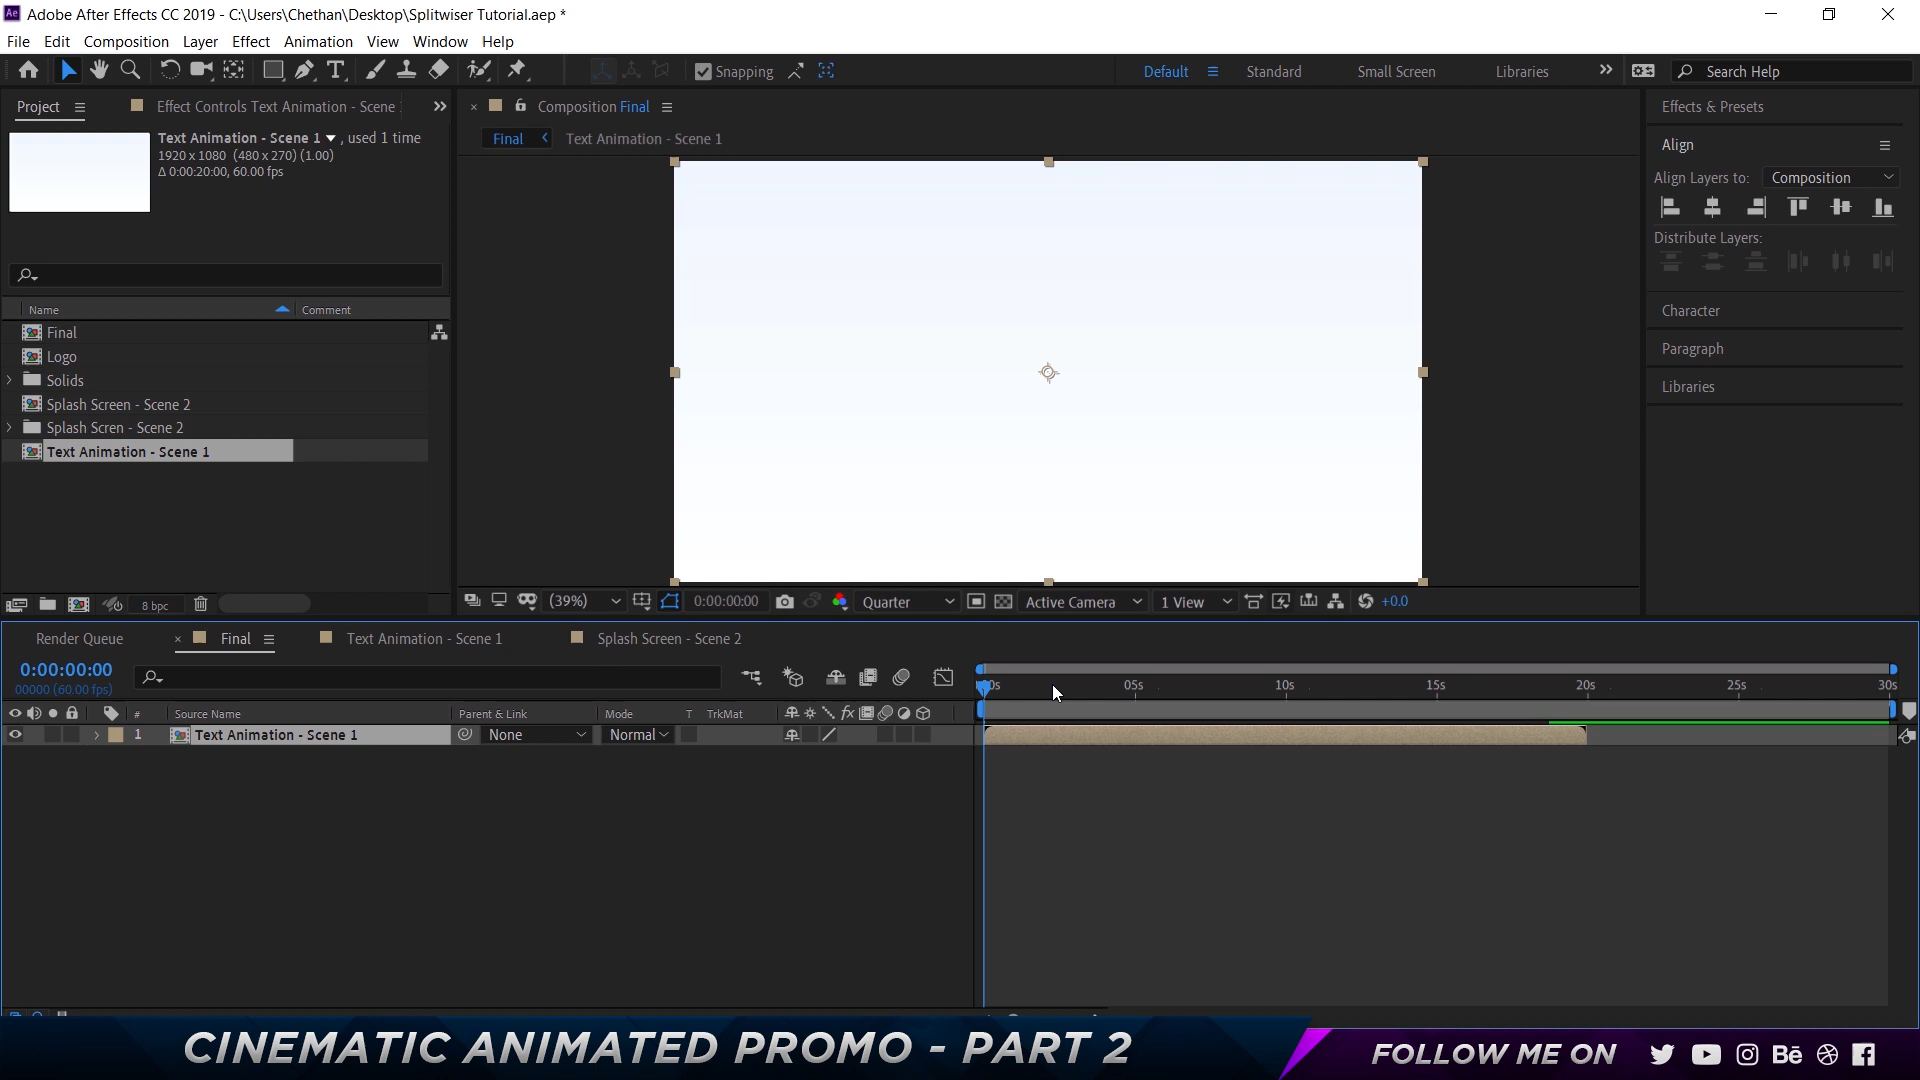 Ae Adobe After Effects CC 2019 - C:\Users\Chethan\Desktop\Splitwiser Tutorial.aep *
File Edit Composition Layer Effect Animation View Window Help
Snapping Default Standard Small Screen Libraries Search Help
Project Effect Controls Text Animation - Scene
Composition Final
Effects & Presets
Text Animation - Scene 1 , used 1 time
1920 x 1080 (480 x 270) (1.00)
Δ 0:00:20:00, 60.00 fps
Final Text Animation - Scene 1
Align
Align Layers to: Composition
Distribute Layers:
Character
Paragraph
Libraries
Name Comment
Final
Logo
Solids
Splash Screen - Scene 2
Splash Scren - Scene 2
Text Animation - Scene 1
8 bpc
(39%) 0:00:00:00 Quarter Active Camera 1 View +0.0
Render Queue Final Text Animation - Scene 1 Splash Screen - Scene 2
0:00:00:00
00000 (60.00 fps)
05s 10s 15s 20s 25s 30s
# Source Name Parent & Link Mode T TrkMat
1 Text Animation - Scene 1 None Normal
CINEMATIC ANIMATED PROMO - PART 2
FOLLOW ME ON